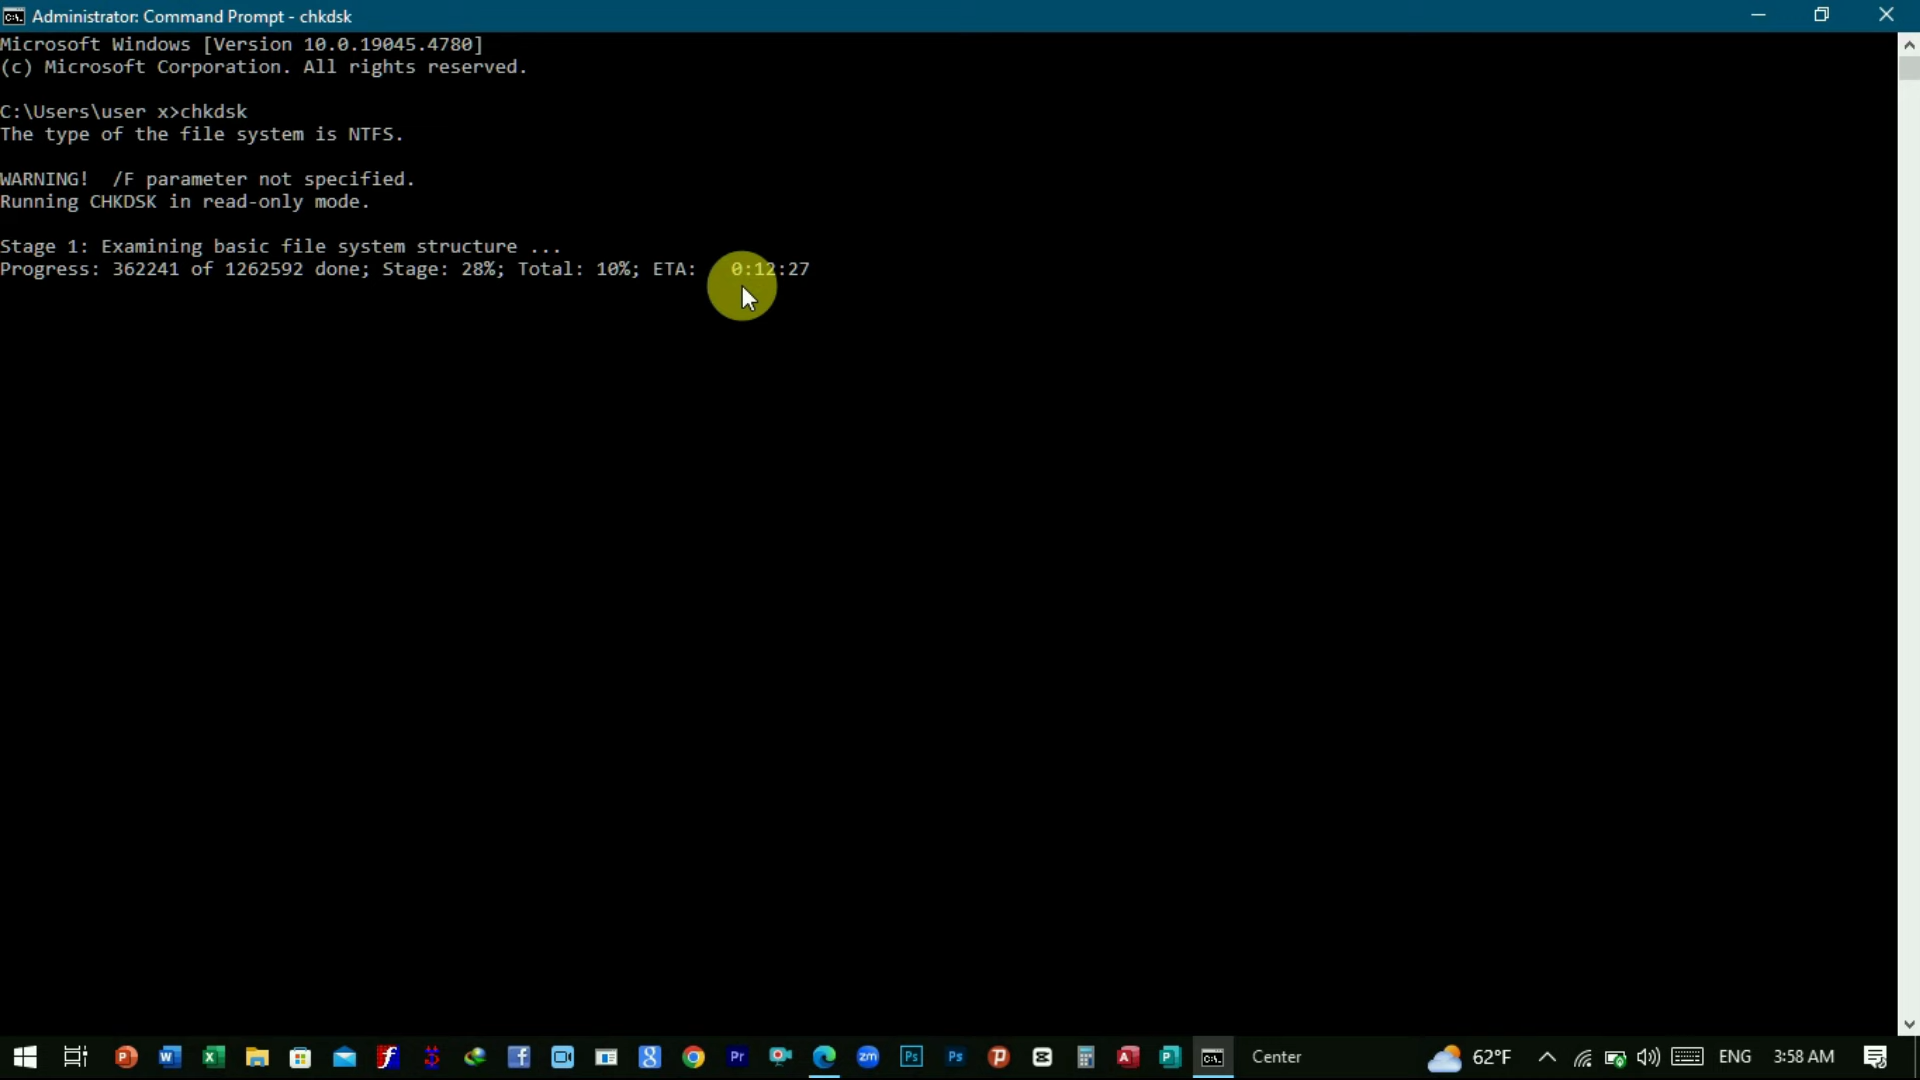 Administrator: Command Prompt - chkdsk
Microsoft Windows [Version 10.0.19045.4780]
(c) Microsoft Corporation. All rights reserved.
C:\Users\user x>chkdsk
The type of the file system is NTFS.
WARNING!  /F parameter not specified.
Running CHKDSK in read-only mode.
Stage 1: Examining basic file system structure ...
Progress: 362241 of 1262592 done; Stage: 28%; Total: 10%; ETA:   0:12:27
Center
62°F
ENG
3:58 AM